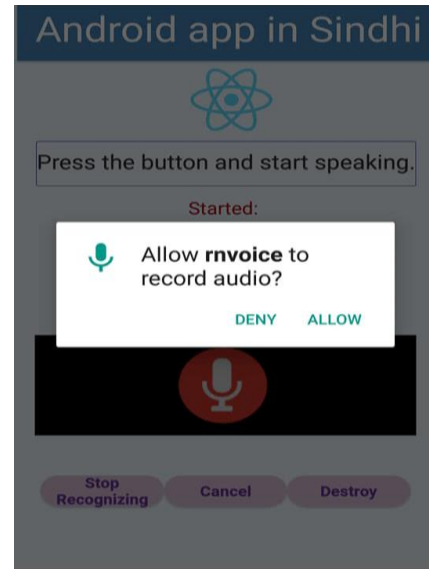 Android app in Sindhi
Press the button and start speaking.
Started:
Allow rnvoice to
record audio?
DENY ALLOW
Stop
Recognizing
Cancel
Destroy